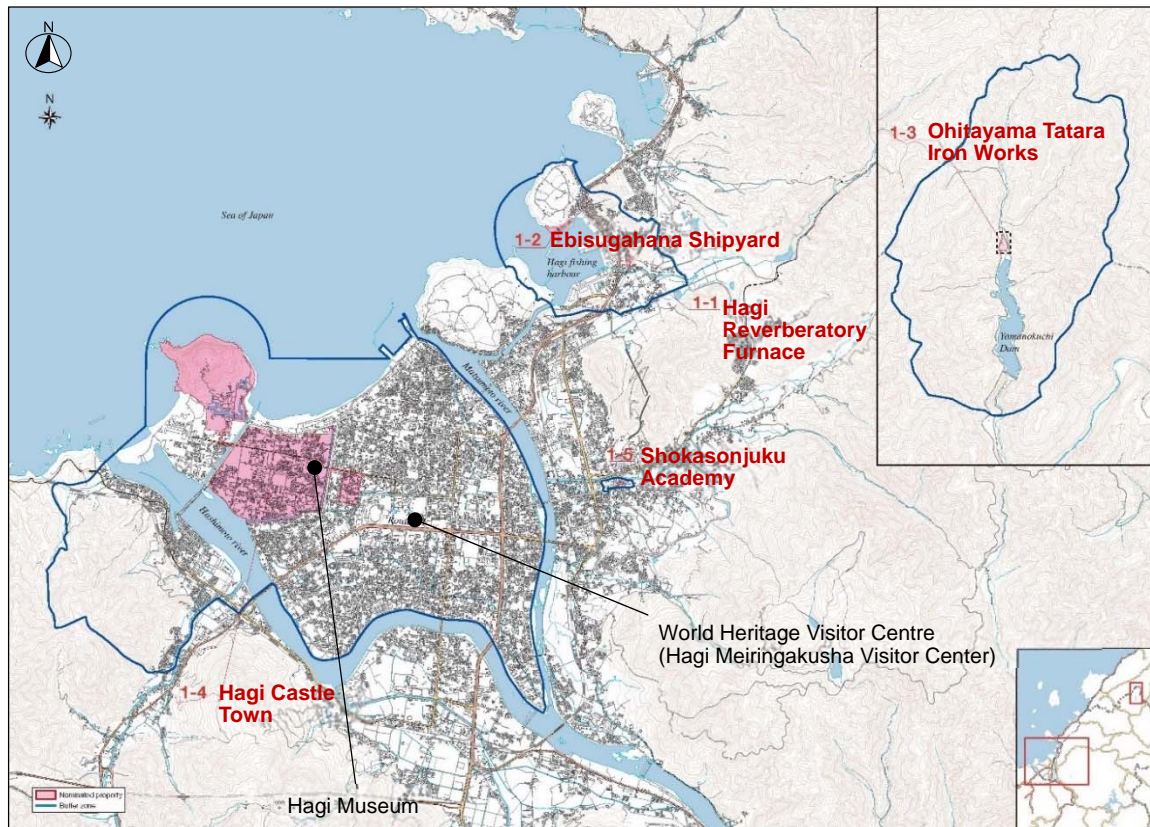 N
N
Sea of Japan
1-2 Ebisugahana Shipyard
Hagi fishing
harbour
1-1 Hagi
Reverberatory
Furnace
1-3 Ohitayama Tatara
Iron Works
Yamanokuchi
Dam
Matsumoto river
1-5 Shokasonjuku
Academy
Hashimoto river
World Heritage Visitor Centre
(Hagi Meiringakusha Visitor Center)
1-4 Hagi Castle
Town
Hagi Museum
Nominated property
Buffer zone